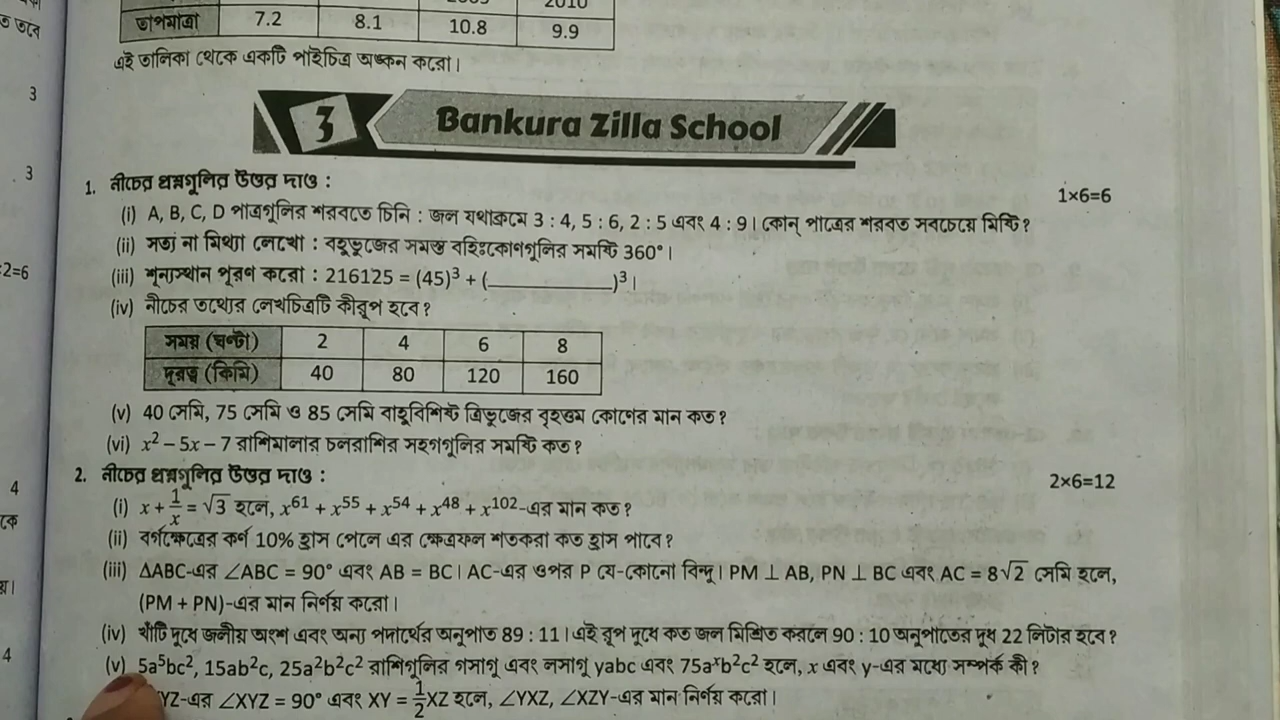 তাপমাত্রা 7.2 8.1 10.8 9.9
এই তালিকা থেকে একটি পাইচিত্র অঙ্কন করো।
3 Bankura Zilla School
1. নীচের প্রশ্নগুলির উত্তর দাও : 1×6=6
(i) A, B, C, D পাত্রগুলির শরবতে চিনি : জল যথাক্রমে 3 : 4, 5 : 6, 2 : 5 এবং 4 : 9। কোন্ পাত্রের শরবত সবচেয়ে মিষ্টি?
(ii) সত্য না মিথ্যা লেখো : বহুভুজের সমস্ত বহিঃকোণগুলির সমষ্টি 360°।
(iii) শূন্যস্থান পূরণ করো : 216125 = (45)³ + (____________)³।
(iv) নীচের তথ্যের লেখচিত্রটি কীরূপ হবে?
সময় (ঘন্টা) 2 4 6 8
দূরত্ব (কিমি) 40 80 120 160
(v) 40 সেমি, 75 সেমি ও 85 সেমি বাহুবিশিষ্ট ত্রিভুজের বৃহত্তম কোণের মান কত?
(vi) x² – 5x – 7 রাশিমালার চলরাশির সহগগুলির সমষ্টি কত?
2. নীচের প্রশ্নগুলির উত্তর দাও : 2×6=12
(i) x + 1/x = √3 হলে, x⁶¹ + x⁵⁵ + x⁵⁴ + x⁴⁸ + x¹⁰²-এর মান কত?
(ii) বর্গক্ষেত্রের কর্ণ 10% হ্রাস পেলে এর ক্ষেত্রফল শতকরা কত হ্রাস পাবে?
(iii) ΔABC-এর ∠ABC = 90° এবং AB = BC। AC-এর ওপর P যে-কোনো বিন্দু। PM ⊥ AB, PN ⊥ BC এবং AC = 8√2 সেমি হলে,
(PM + PN)-এর মান নির্ণয় করো।
(iv) খাঁটি দুধে জলীয় অংশ এবং অন্য পদার্থের অনুপাত 89 : 11। এই রূপ দুধে কত জল মিশ্রিত করলে 90 : 10 অনুপাতের দুধ 22 লিটার হবে?
(v) 5a⁵bc², 15ab²c, 25a²b²c² রাশিগুলির গসাগু এবং লসাগু yabc এবং 75aˣb²c² হলে, x এবং y-এর মধ্যে সম্পর্ক কী?
YZ-এর ∠XYZ = 90° এবং XY = 1/2 XZ হলে, ∠YXZ, ∠XZY-এর মান নির্ণয় করো।